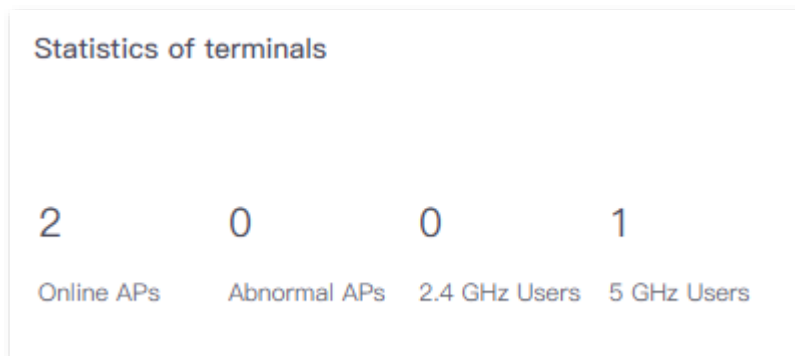 Statistics of terminals
2 0 0 1
Online APs Abnormal APs 2.4 GHz Users 5 GHz Users